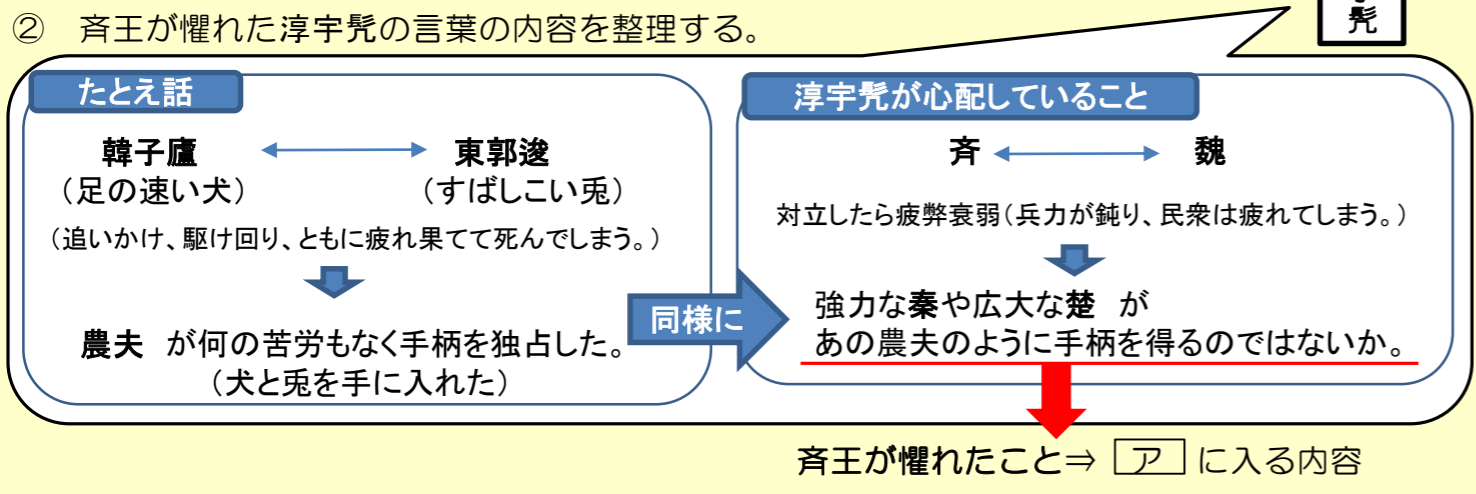 髡
② 斉王が懼れた淳宇髡の言葉の内容を整理する。
たとえ話
韓子廬 東郭逡
(足の速い犬) (すばしこい兎)
(追いかけ、駆け回り、ともに疲れ果てて死んでしまう。)
農夫 が何の苦労もなく手柄を独占した。
(犬と兎を手に入れた)
同様に
淳宇髡が心配していること
斉 魏
対立したら疲弊衰弱(兵力が鈍り、民衆は疲れてしまう。)
強力な秦や広大な楚 が
あの農夫のように手柄を得るのではないか。
斉王が懼れたこと⇒ ア に入る内容